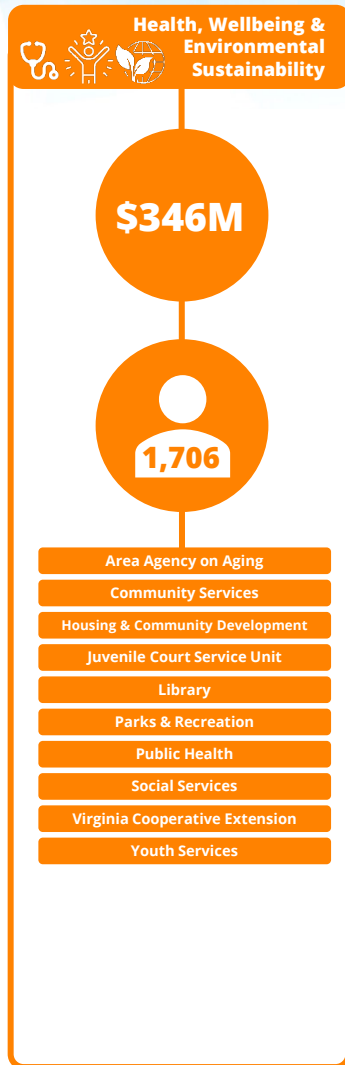 Health, Wellbeing &
Environmental
Sustainability
$346M
1,706
Area Agency on Aging
Community Services
Housing & Community Development
Juvenile Court Service Unit
Library
Parks & Recreation
Public Health
Social Services
Virginia Cooperative Extension
Youth Services